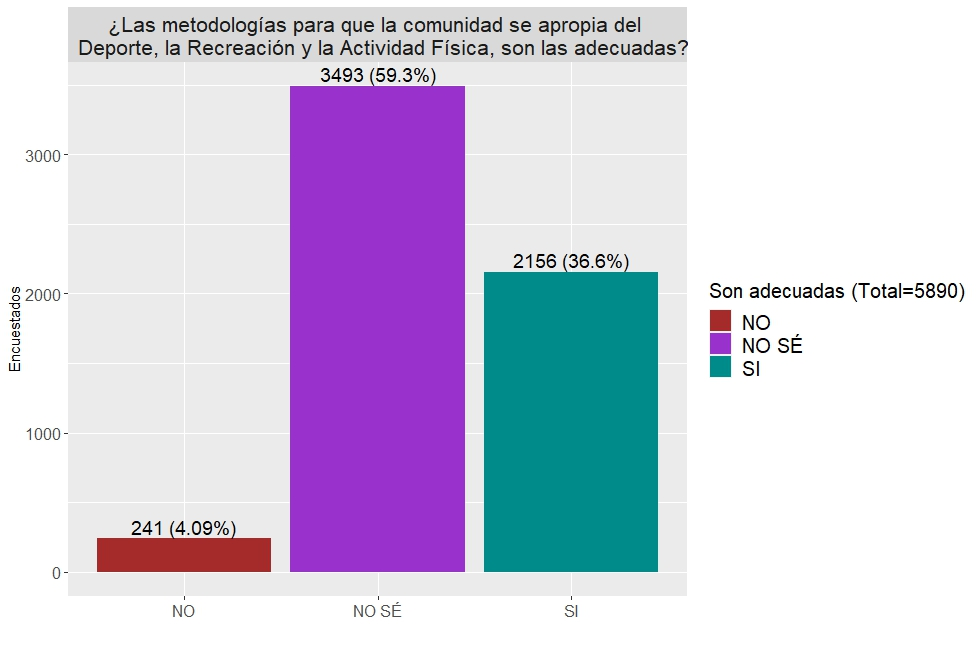 ¿Las metodologías para que la comunidad se apropia del
Deporte, la Recreación y la Actividad Física, son las adecuadas?
3493 (59.3%)
2156 (36.6%)
241 (4.09%)
3000
2000
1000
0
Encuestados
NO
NO SÉ
SI
Son adecuadas (Total=5890)
NO
NO SÉ
SI